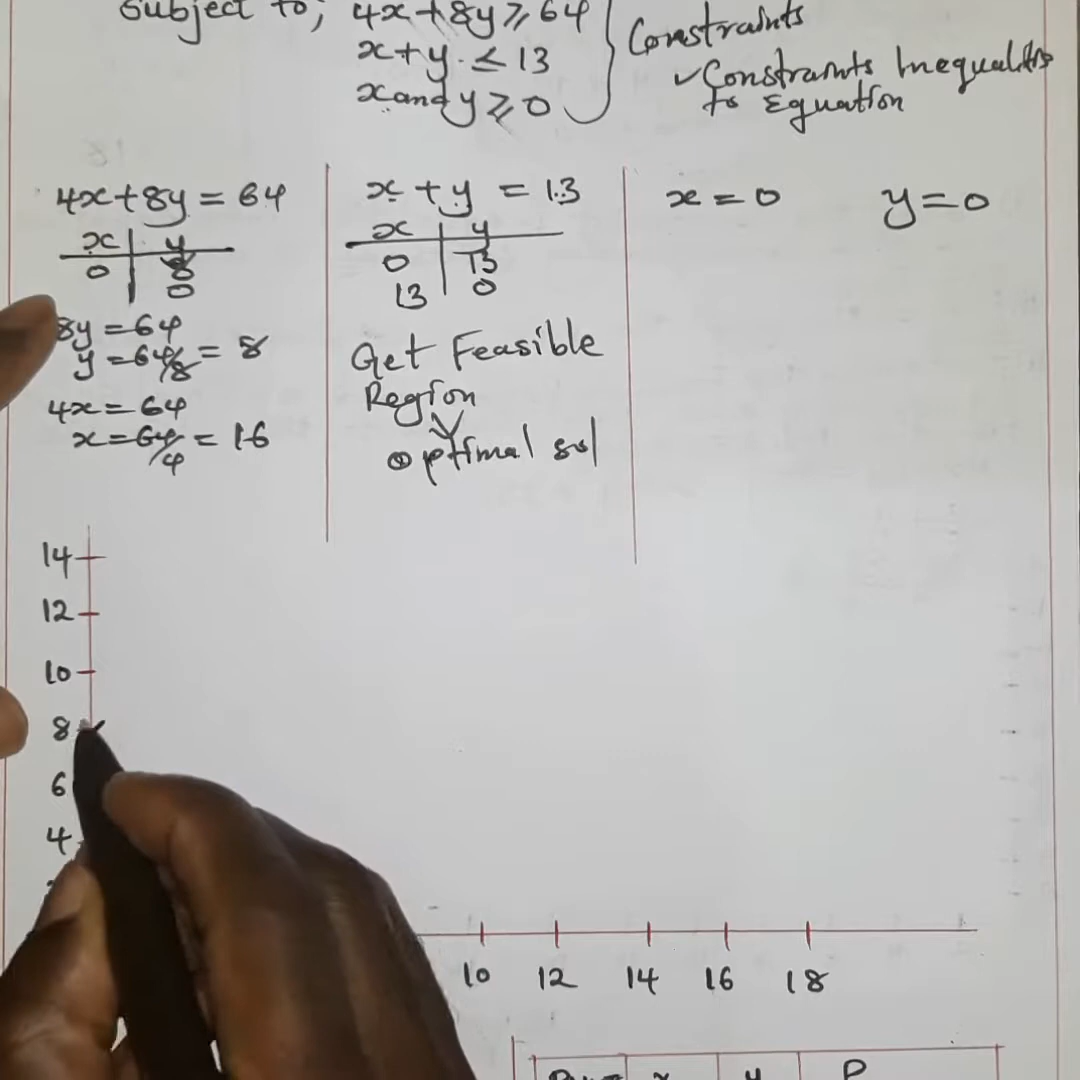 Subject to; 4x+8y ≥ 64
x+y ≤ 13
x and y ≥ 0
Constraints
✓Constraints Inequalities
to Equation
4x+8y = 64
x y
0 8
0
8y = 64
y = 64/8 = 8
4x = 64
x = 64/4 = 16
x + y = 13
x y
0 13
13 0
Get Feasible
Region
optimal sol
x = 0 y = 0
14
12
10
8
6
4
10 12 14 16 18
x y P